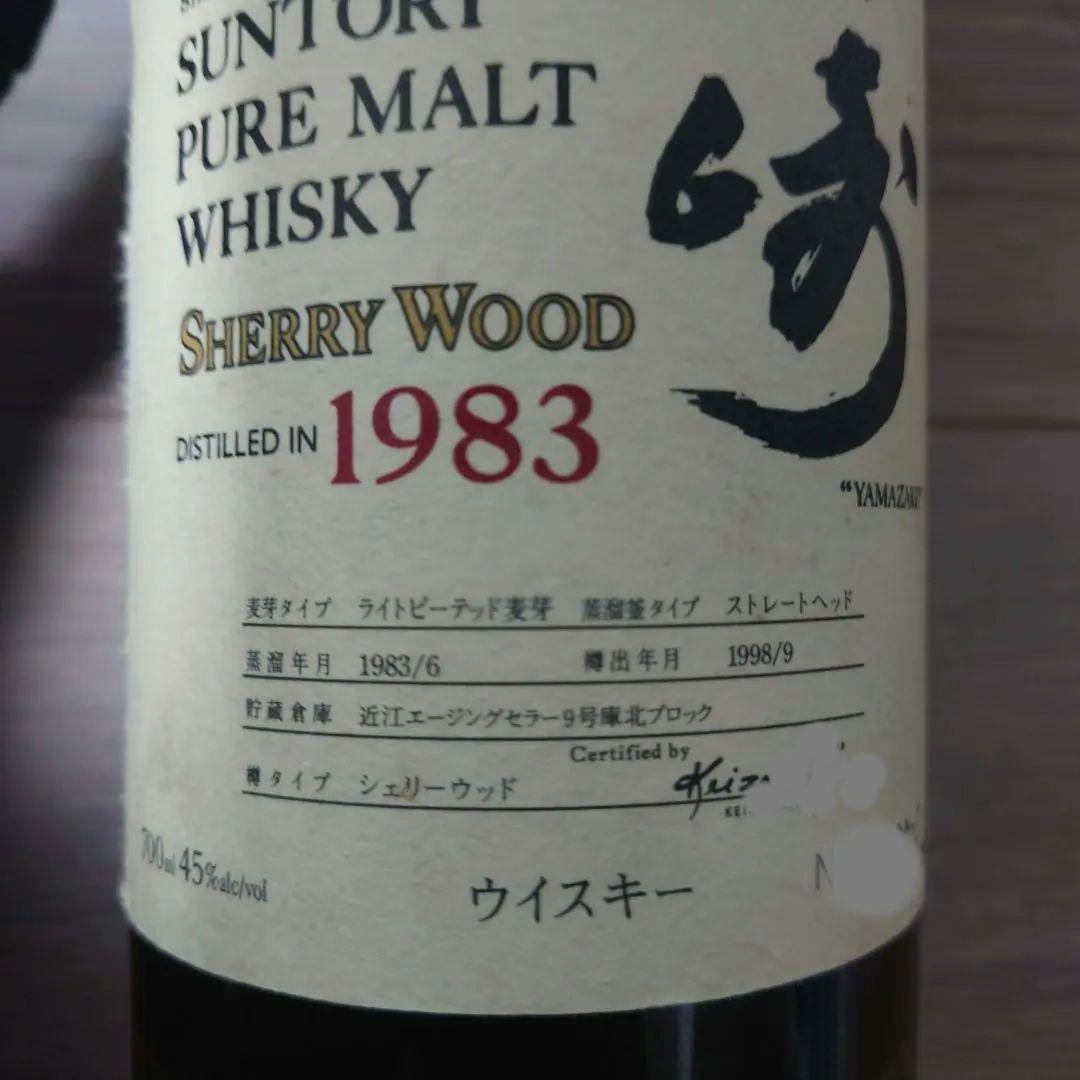 SUNTORY
PURE MALT
WHISKY
SHERRY WOOD
DISTILLED IN 1983
崎
"YAMAZAKI"
麦芽タイプ ライトピーテッド麦芽 蒸溜釜タイプ ストレートヘッド
蒸溜年月 1983/6 樽出年月 1998/9
貯蔵倉庫 近江エージングセラー9号庫北ブロック
Certified by
樽タイプ シェリーウッド Keizo
KEI
700ml 45%alc/vol
ウイスキー
N